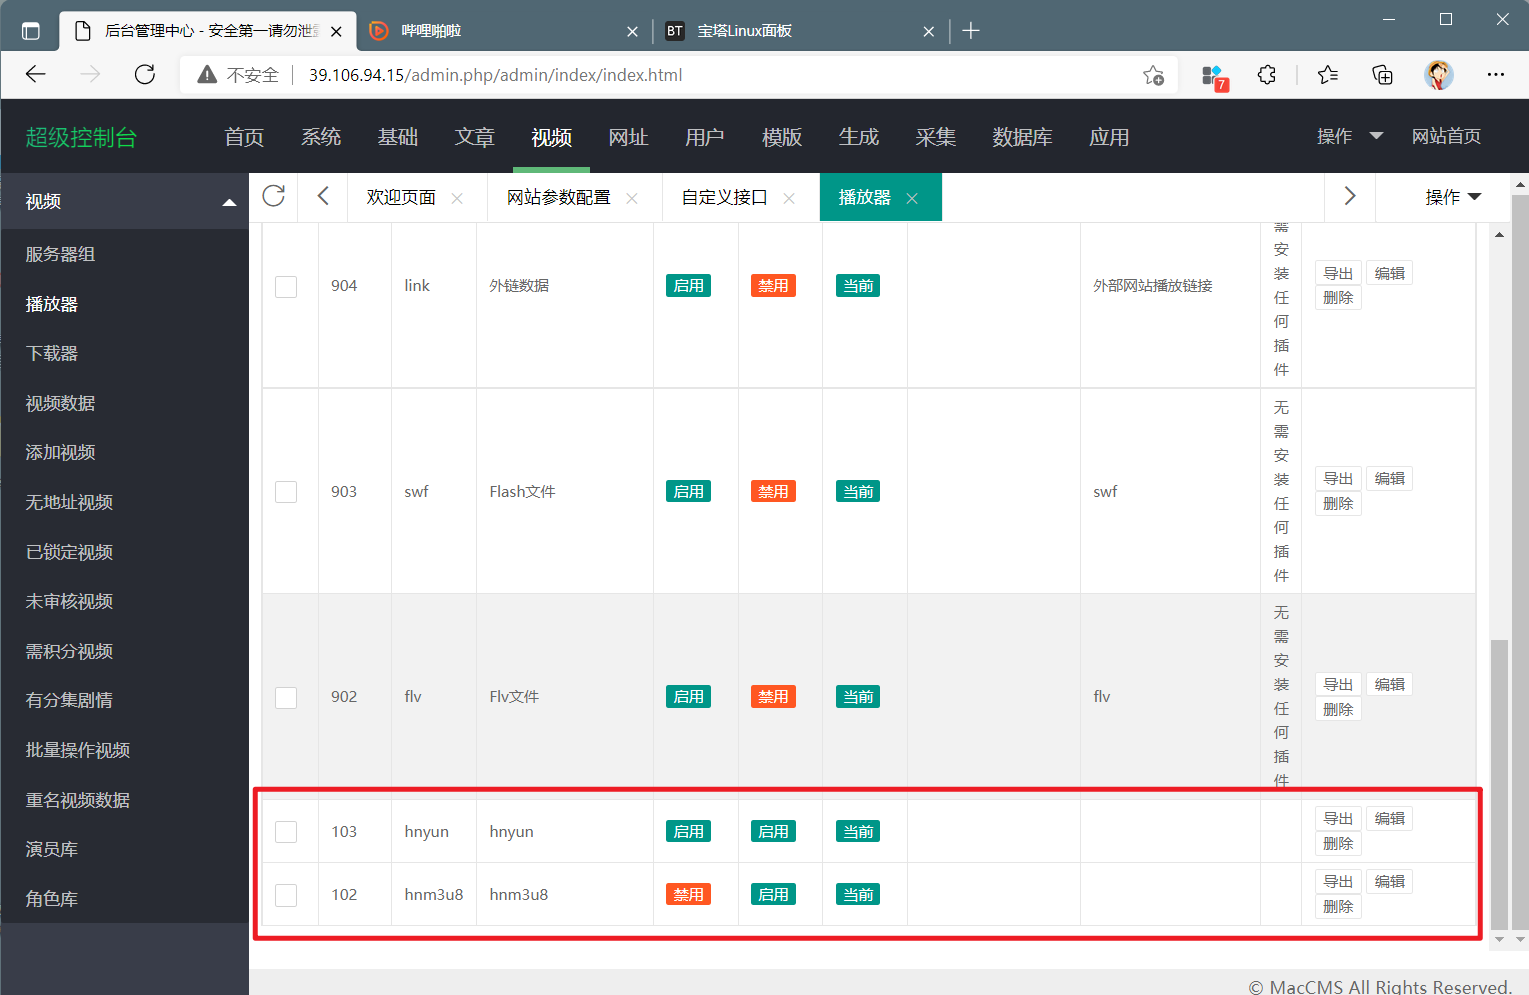 后台管理中心 - 安全第一请勿泄
哔哩啪啦
BT 宝塔Linux面板
不安全 39.106.94.15/admin.php/admin/index/index.html
7
超级控制台 首页 系统 基础 文章 视频 网址 用户 模版 生成 采集 数据库 应用 操作 网站首页
视频
服务器组
播放器
下载器
视频数据
添加视频
无地址视频
已锁定视频
未审核视频
需积分视频
有分集剧情
批量操作视频
重名视频数据
演员库
角色库
欢迎页面 网站参数配置 自定义接口 播放器 操作
904 link 外链数据 启用 禁用 当前 外部网站播放链接
需
安
装
任
何
插
件
导出 编辑
删除
903 swf Flash文件 启用 禁用 当前 swf
无
需
安
装
任
何
插
件
导出 编辑
删除
902 flv Flv文件 启用 禁用 当前 flv
无
需
安
装
任
何
插
件
导出 编辑
删除
103 hnyun hnyun 启用 启用 当前
导出 编辑
删除
102 hnm3u8 hnm3u8 禁用 启用 当前
导出 编辑
删除
© MacCMS All Rights Reserved.